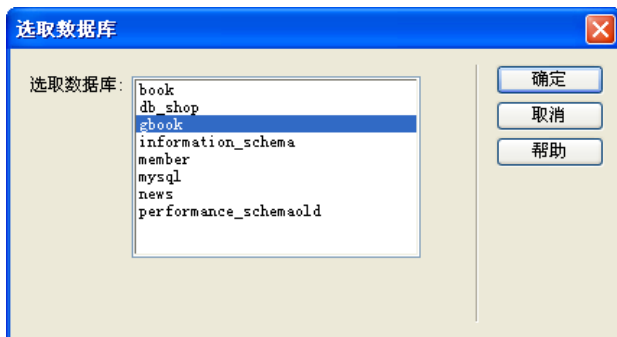 选取数据库
选取数据库:
book
db_shop
gbook
information_schema
member
mysql
news
performance_schemaold
确定
取消
帮助